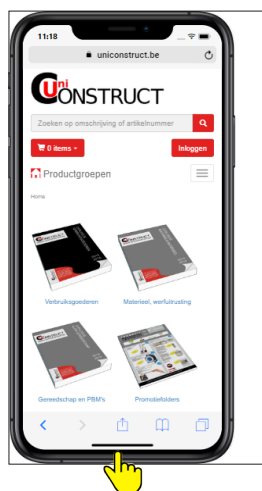 11:18
uniconstruct.be
Uni
CONSTRUCT
Zoeken op omschrijving of artikelnummer
0 items
Inloggen
Productgroepen
Home
Verbruiksgoederen
Materieel, werfuitrusting
Gereedschap en PBM's
Promotiefolders